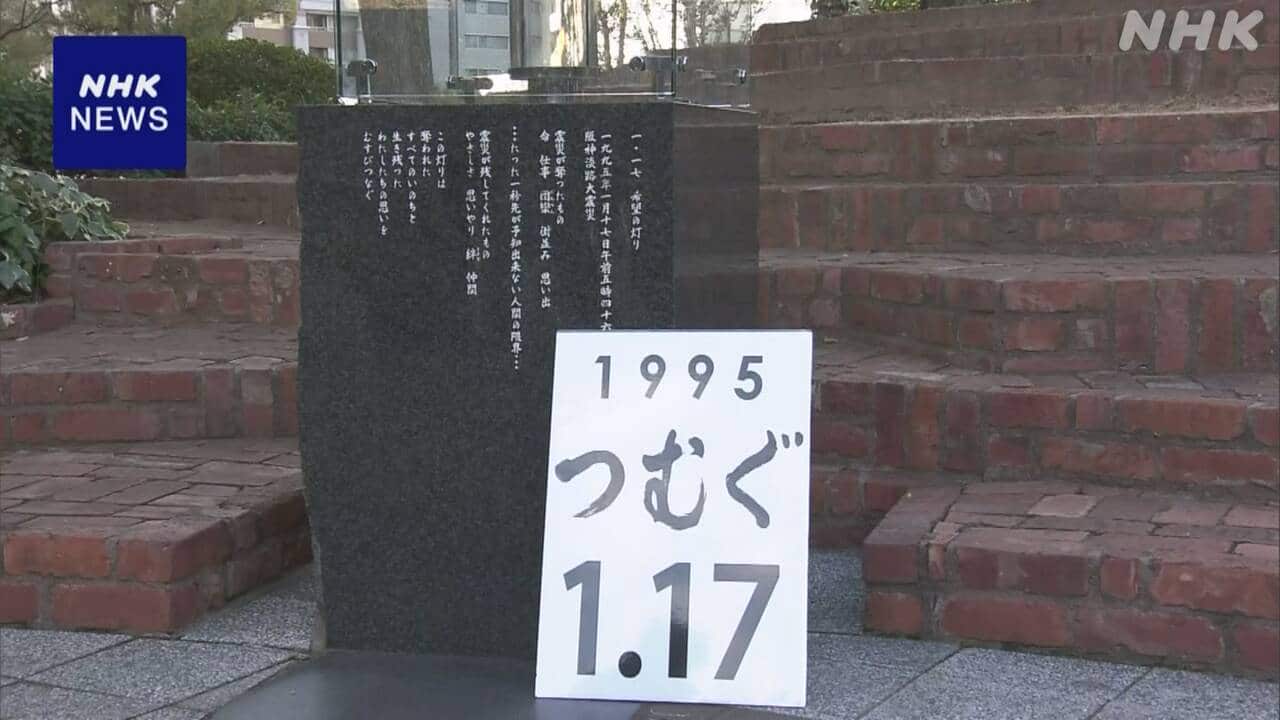 NHK
NHK
NEWS
一・一七 希望の灯り
一九九五年一月十七日午前五時四十六
阪神淡路大震災
震災が奪ったもの
命 仕事 団欒 街並み 思い出
…たった一秒先が予知出来ない人間の限界…
震災が残してくれたもの
やさしさ 思いやり 絆 仲間
この灯りは
奪われた
すべてのいのちと
生き残った
わたしたちの思いを
むすびつなぐ
1995
つむぐ
1.17